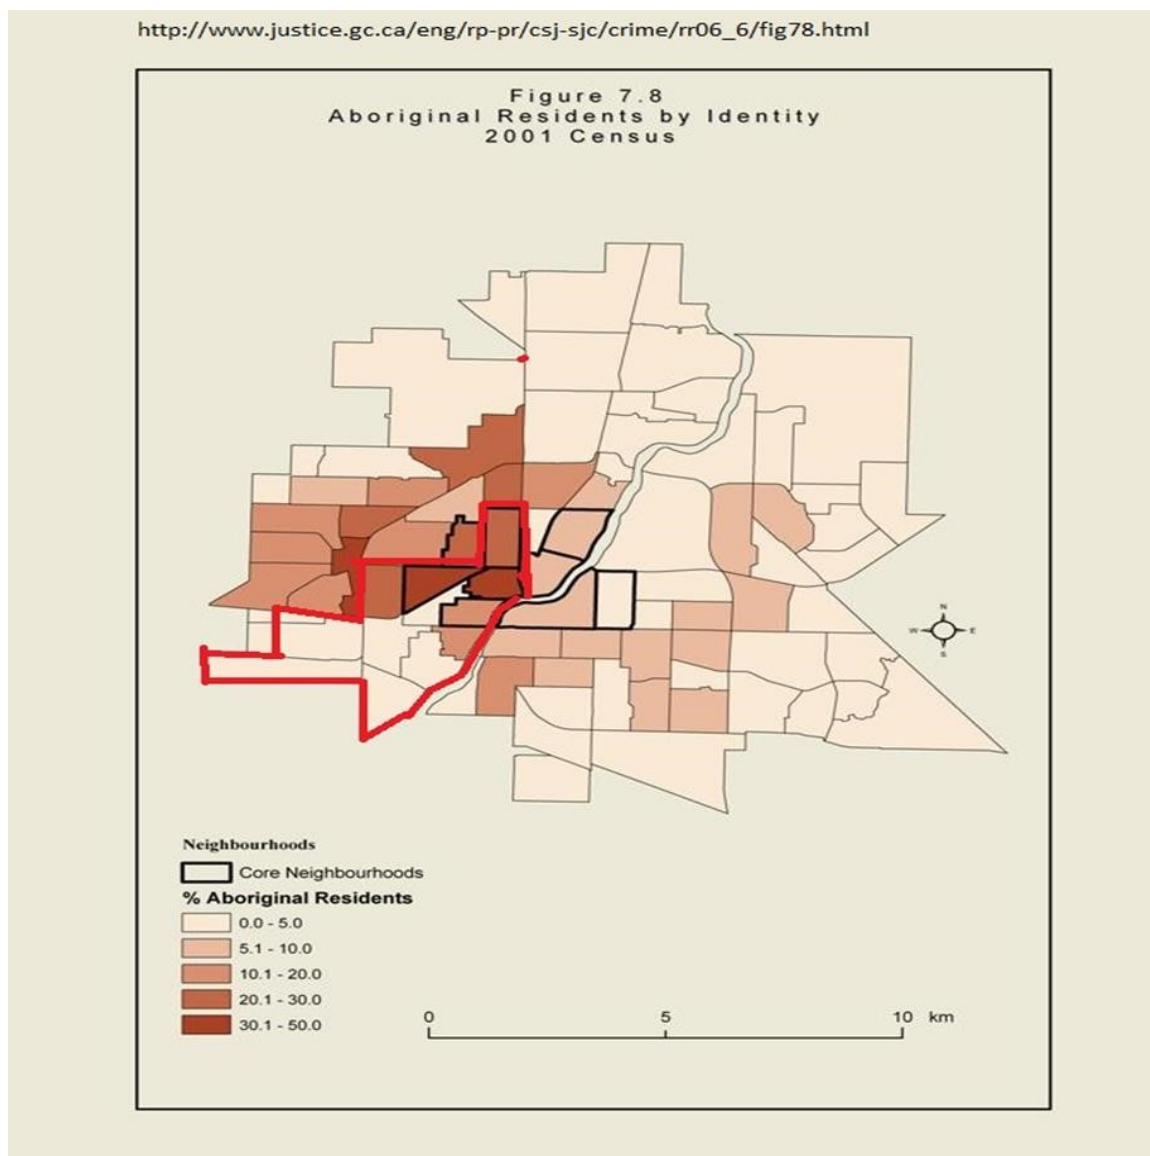 http://www.justice.gc.ca/eng/rp-pr/csj-sjc/crime/rr06_6/fig78.html
Figure 7.8
Aboriginal Residents by Identity
2001 Census
N
W E
S
Neighbourhoods
Core Neighbourhoods
% Aboriginal Residents
0.0 - 5.0
5.1 - 10.0
10.1 - 20.0
20.1 - 30.0
30.1 - 50.0
0 5 10 km